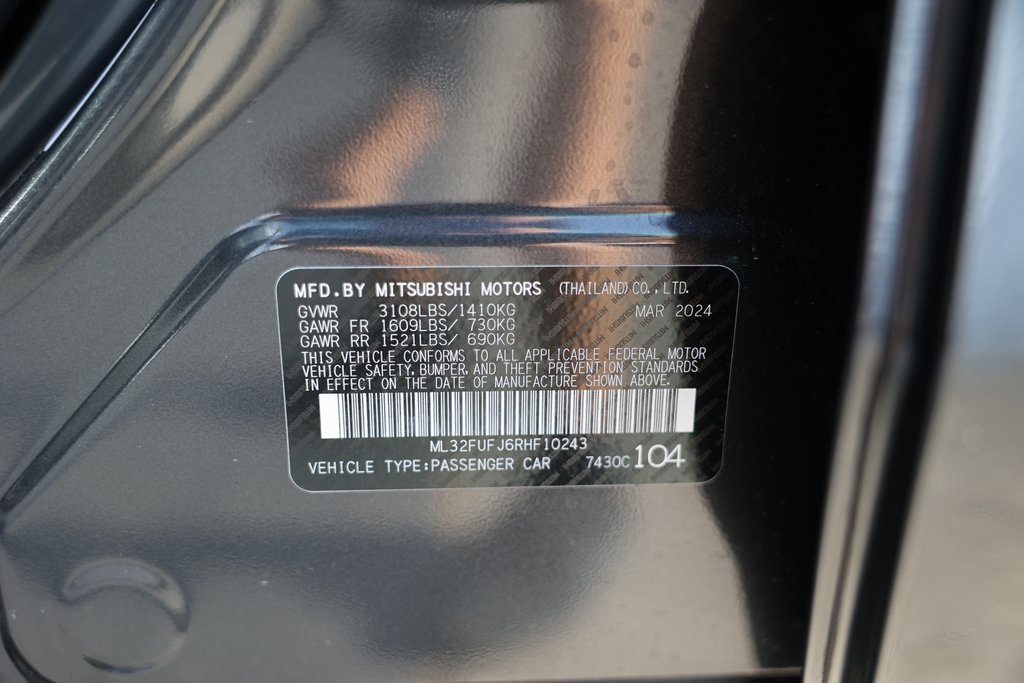 MFD.BY MITSUBISHI MOTORS (THAILAND)CO.,LTD.
GVWR 3108LBS/1410KG MAR 2024
GAWR FR 1609LBS/ 730KG
GAWR RR 1521LBS/ 690KG
THIS VEHICLE CONFORMS TO ALL APPLICABLE FEDERAL MOTOR
VEHICLE SAFETY, BUMPER, AND THEFT PREVENTION STANDARDS
IN EFFECT ON THE DATE OF MANUFACTURE SHOWN ABOVE.
ML32FUFJ6RHF10243
VEHICLE TYPE:PASSENGER CAR 7430C 104